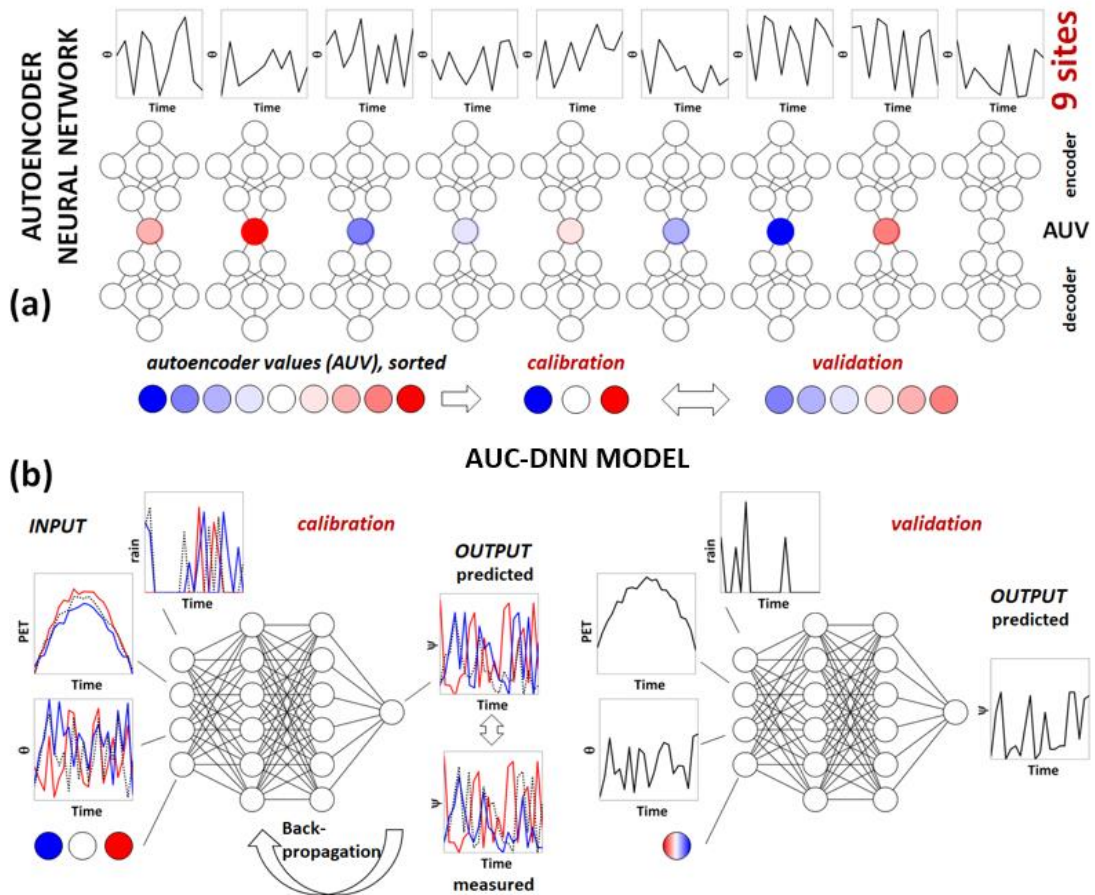 AUTOENCODER
NEURAL NETWORK
9 sites
θ
θ
θ
θ
θ
θ
θ
θ
θ
Time
Time
Time
Time
Time
Time
Time
Time
Time
encoder
AUV
decoder
(a)
autoencoder values (AUV), sorted
calibration
validation
AUC-DNN MODEL
(b)
INPUT
rain
Time
calibration
OUTPUT
predicted
PET
Time
θ
Time
ψ
Time
ψ
Time
measured
Back-
propagation
rain
Time
validation
OUTPUT
predicted
PET
Time
θ
Time
ψ
Time